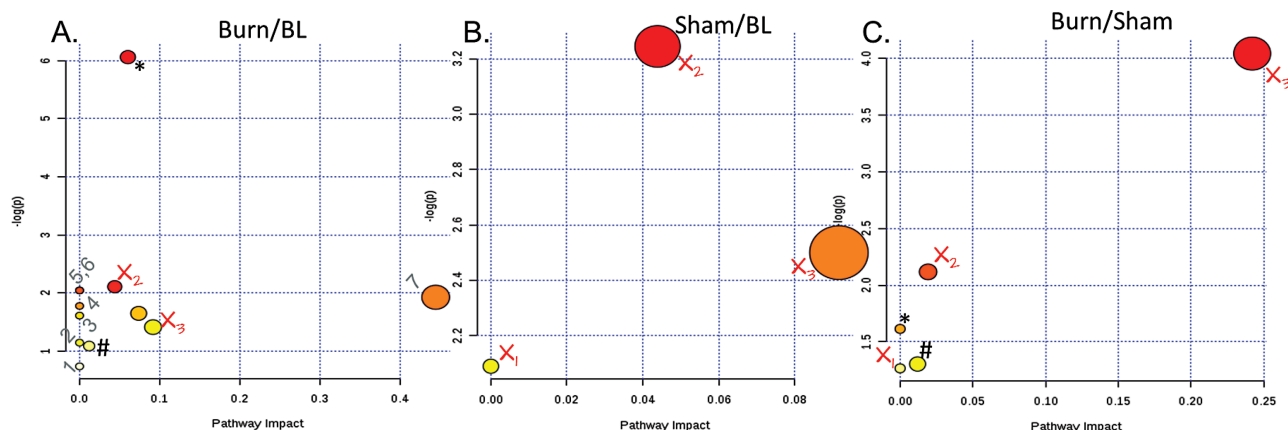 A.
Burn/BL
-log(p)
6
5
4
3
2
1
*
5,6
4
3
2
1
#
X2
X3
7
0.0
0.1
0.2
0.3
0.4
Pathway Impact
B.
Sham/BL
-log(p)
3.2
3.0
2.8
2.6
2.4
2.2
X2
X3
X1
0.00
0.02
0.04
0.06
0.08
Pathway Impact
C.
Burn/Sham
-log(p)
4.0
3.5
3.0
2.5
2.0
1.5
X3
X2
*
X1
#
0.00
0.05
0.10
0.15
0.20
0.25
Pathway Impact